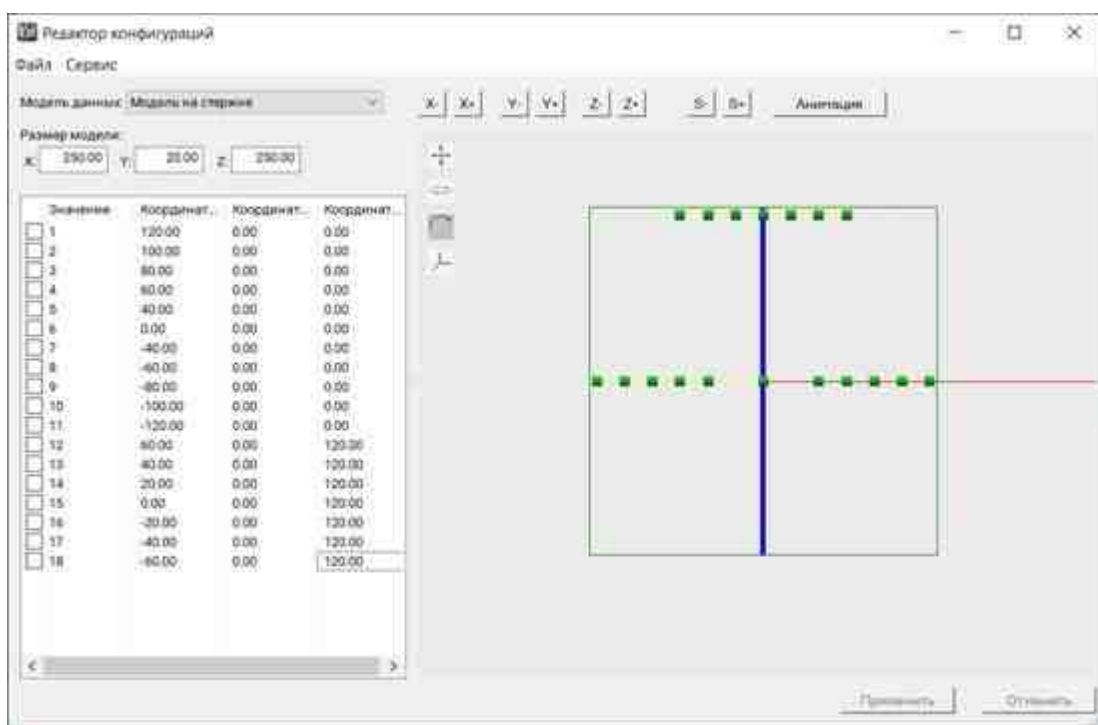 Редактор конфигураций
Файл Сервис
Модель данных: Модель на стержне
X- X+ Y- Y+ Z- Z+ S- S+ Анимация
Размер модели:
X: 250.00 Y: 20.00 Z: 250.00
Значение Координат... Координат... Координат...
1 120.00 0.00 0.00
2 100.00 0.00 0.00
3 80.00 0.00 0.00
4 60.00 0.00 0.00
5 40.00 0.00 0.00
6 0.00 0.00 0.00
7 -40.00 0.00 0.00
8 -60.00 0.00 0.00
9 -80.00 0.00 0.00
10 -100.00 0.00 0.00
11 -120.00 0.00 0.00
12 60.00 0.00 120.00
13 40.00 0.00 120.00
14 20.00 0.00 120.00
15 0.00 0.00 120.00
16 -20.00 0.00 120.00
17 -40.00 0.00 120.00
18 -60.00 0.00 120.00
Применить Отменить